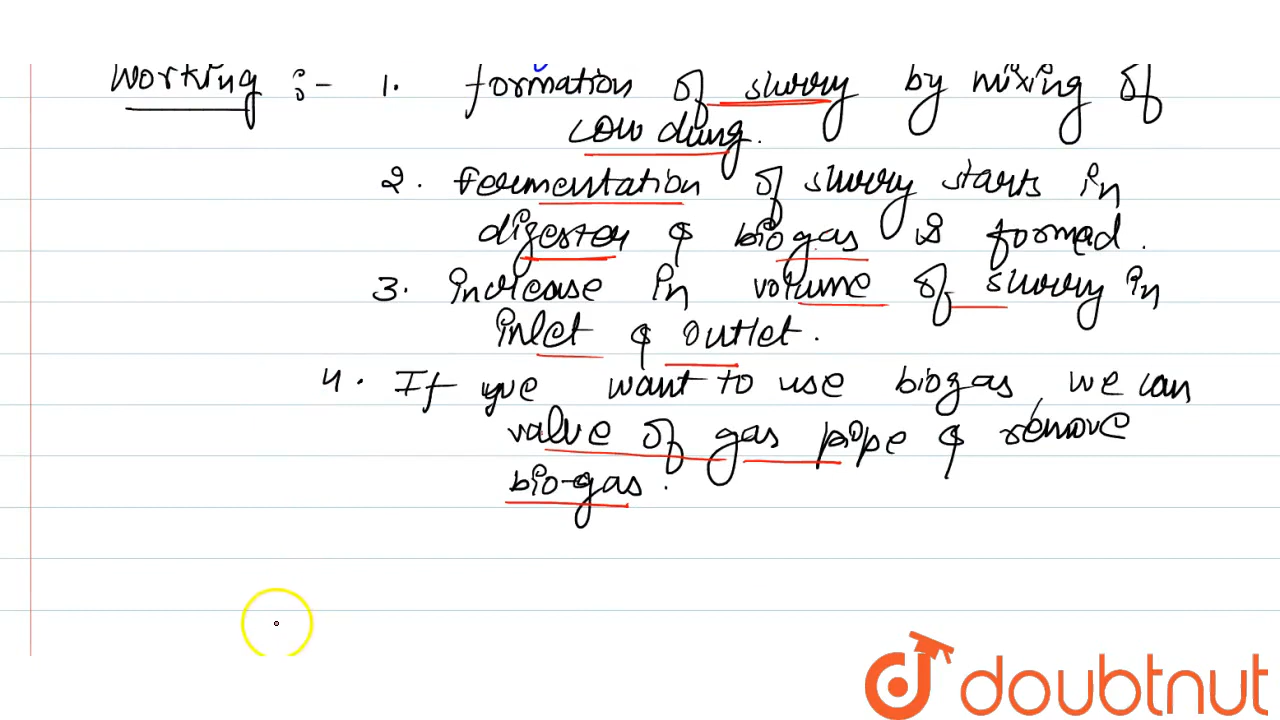 Working :- 1. formation of slurry by mixing of
cow dung.
2. fermentation of slurry starts in
digester & biogas is formed.
3. Increase in volume of slurry in
inlet & outlet.
4. If we want to use biogas, we can
valve of gas pipe & remove
bio-gas.
doubtnut